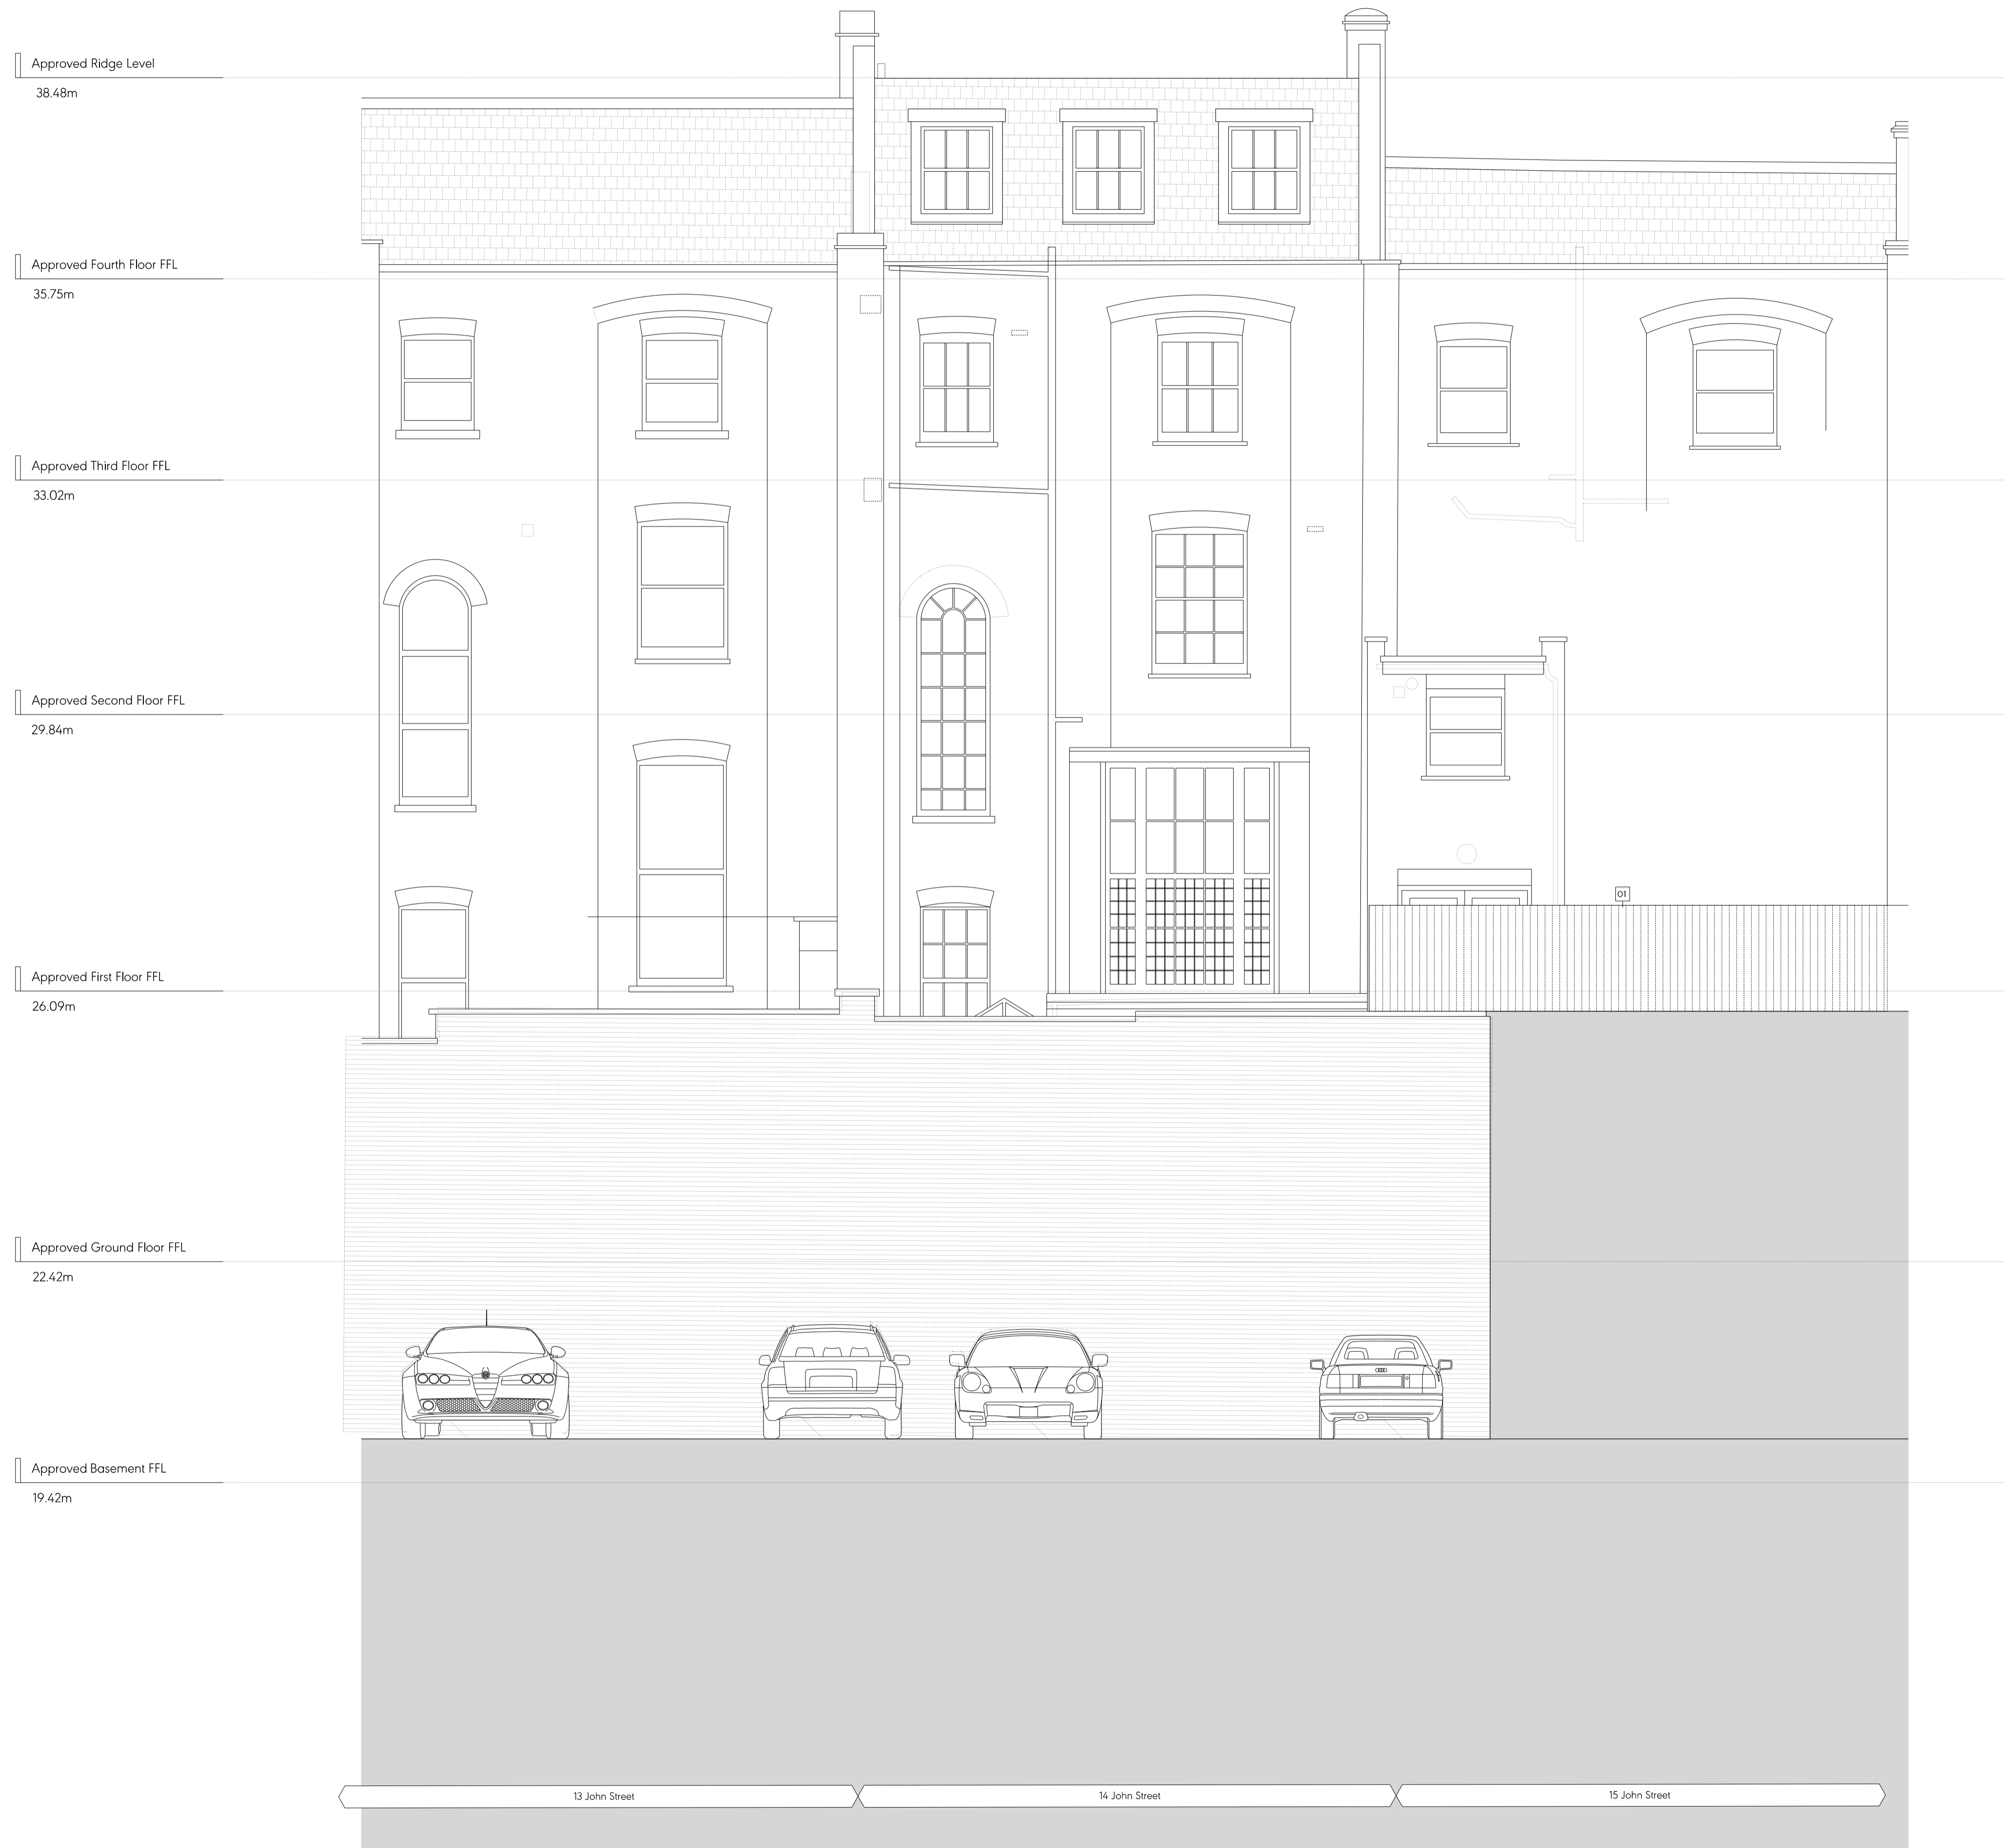 Approved Ridge Level
38.48m
Approved Fourth Floor FFL
35.75m
Approved Third Floor FFL
33.02m
Approved Second Floor FFL
29.84m
01
Approved First Floor FFL
26.09m
Approved Ground Floor FFL
22.42m
Approved Basement FFL
19.42m
13 John Street
14 John Street
15 John Street